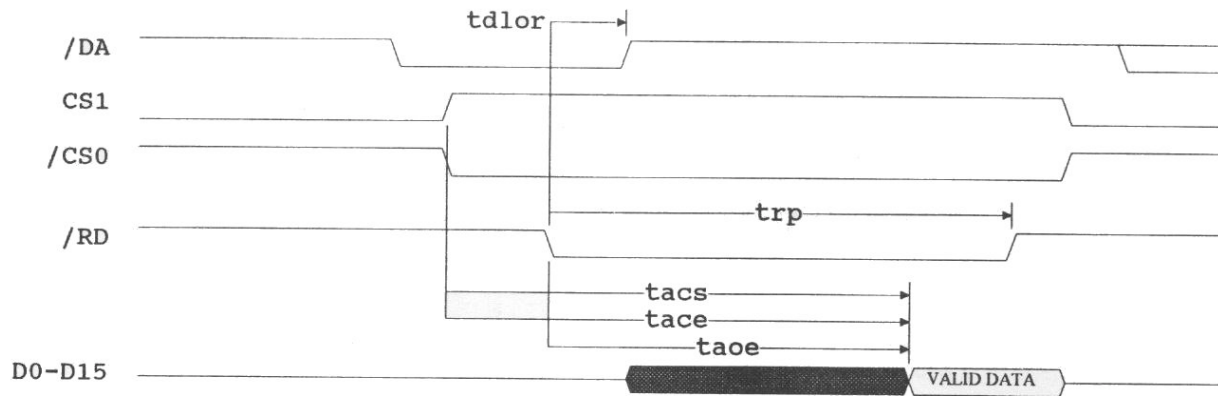 tdlor
/DA
CS1
/CS0
trp
/RD
tacs
tace
taoe
D0-D15 VALID DATA